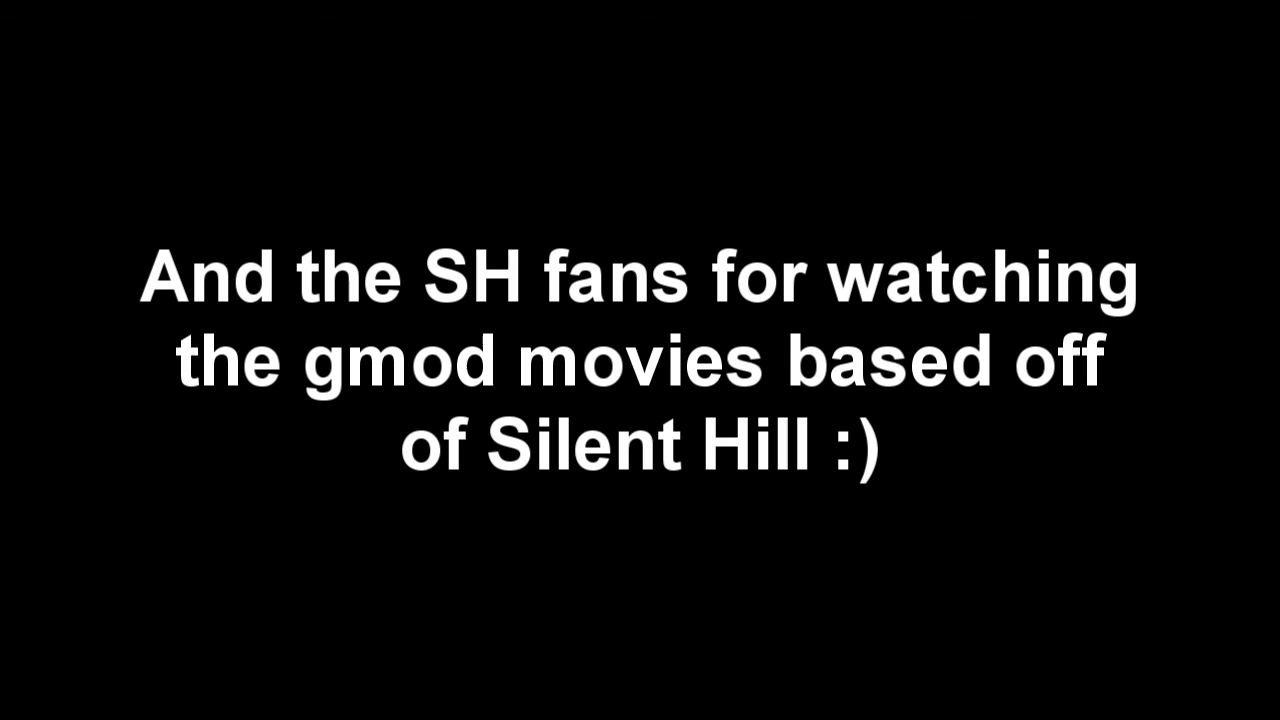 And the SH fans for watching
the gmod movies based off
of Silent Hill :)